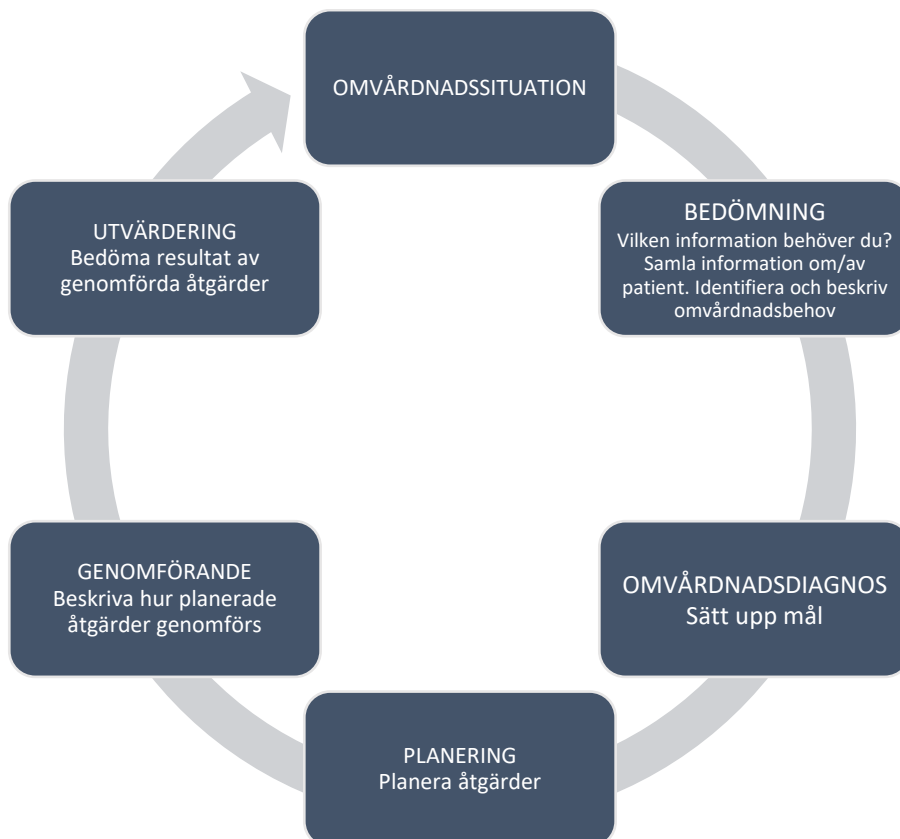 OMVÅRDNADSSITUATION
BEDÖMNING
Vilken information behöver du?
Samla information om/av
patient. Identifiera och beskriv
omvårdnadsbehov
OMVÅRDNADSDIAGNOS
Sätt upp mål
PLANERING
Planera åtgärder
GENOMFÖRANDE
Beskriva hur planerade
åtgärder genomförs
UTVÄRDERING
Bedöma resultat av
genomförda åtgärder